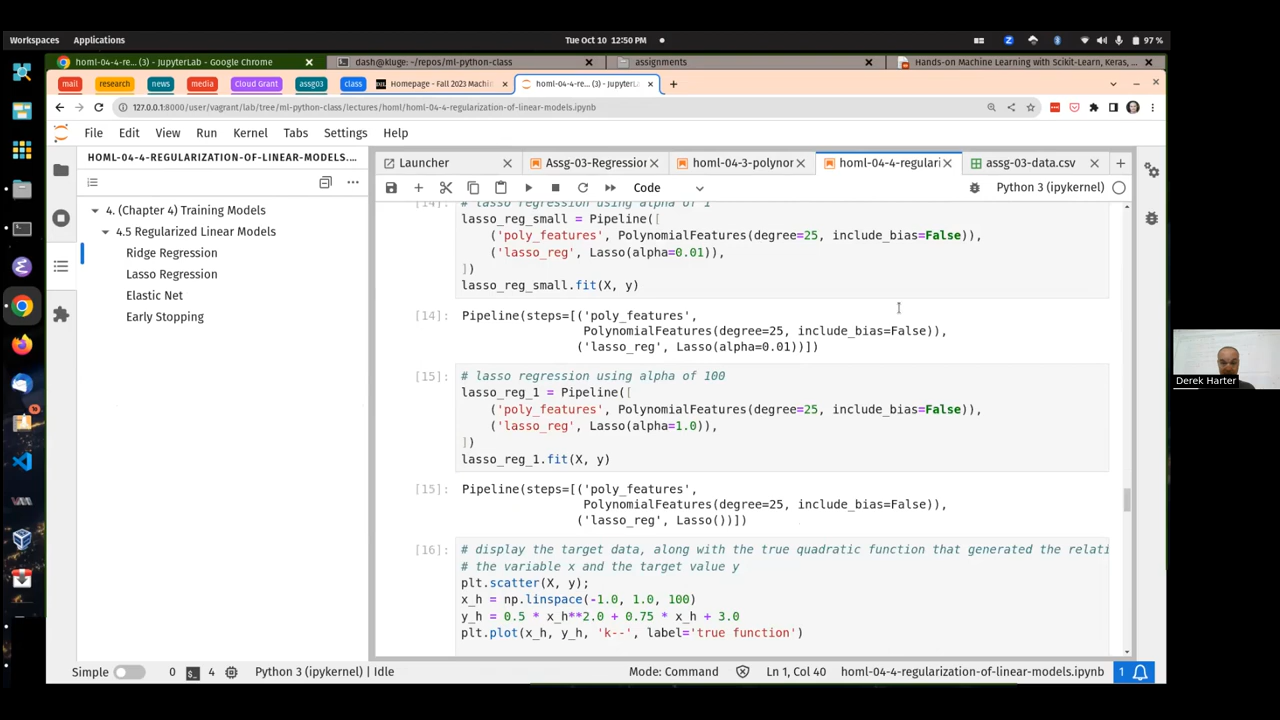 Workspaces
Applications
Tue Oct 10 12:50 PM
97 %
homl-04-4-re... (3) - JupyterLab - Google Chrome
dash@kluge: ~/repos/ml-python-class
assignments
Hands-on Machine Learning with Scikit-Learn, Keras, ...
mail
research
news
media
Cloud Grant
assg03
class
Homepage - Fall 2023 Machi
homl-04-4-re... (3) - JupyterLa
127.0.0.1:8000/user/vagrant/lab/tree/ml-python-class/lectures/homl/homl-04-4-regularization-of-linear-models.ipynb
File Edit View Run Kernel Tabs Settings Help
HOML-04-4-REGULARIZATION-OF-LINEAR-MODELS....
4. (Chapter 4) Training Models
4.5 Regularized Linear Models
Ridge Regression
Lasso Regression
Elastic Net
Early Stopping
Launcher
Assg-03-Regression
homl-04-3-polynor
homl-04-4-regulari
assg-03-data.csv
Code
Python 3 (ipykernel)
[14]: # lasso regression using alpha of 1
lasso_reg_small = Pipeline([
('poly_features', PolynomialFeatures(degree=25, include_bias=False)),
('lasso_reg', Lasso(alpha=0.01)),
])
lasso_reg_small.fit(X, y)
[14]: Pipeline(steps=[('poly_features',
PolynomialFeatures(degree=25, include_bias=False)),
('lasso_reg', Lasso(alpha=0.01))])
[15]: # lasso regression using alpha of 100
lasso_reg_1 = Pipeline([
('poly_features', PolynomialFeatures(degree=25, include_bias=False)),
('lasso_reg', Lasso(alpha=1.0)),
])
lasso_reg_1.fit(X, y)
[15]: Pipeline(steps=[('poly_features',
PolynomialFeatures(degree=25, include_bias=False)),
('lasso_reg', Lasso())])
[16]: # display the target data, along with the true quadratic function that generated the relati
# the variable x and the target value y
plt.scatter(X, y);
x_h = np.linspace(-1.0, 1.0, 100)
y_h = 0.5 * x_h**2.0 + 0.75 * x_h + 3.0
plt.plot(x_h, y_h, 'k--', label='true function')
Derek Harter
Simple
0
4
Python 3 (ipykernel) | Idle
Mode: Command
Ln 1, Col 40
homl-04-4-regularization-of-linear-models.ipynb
1